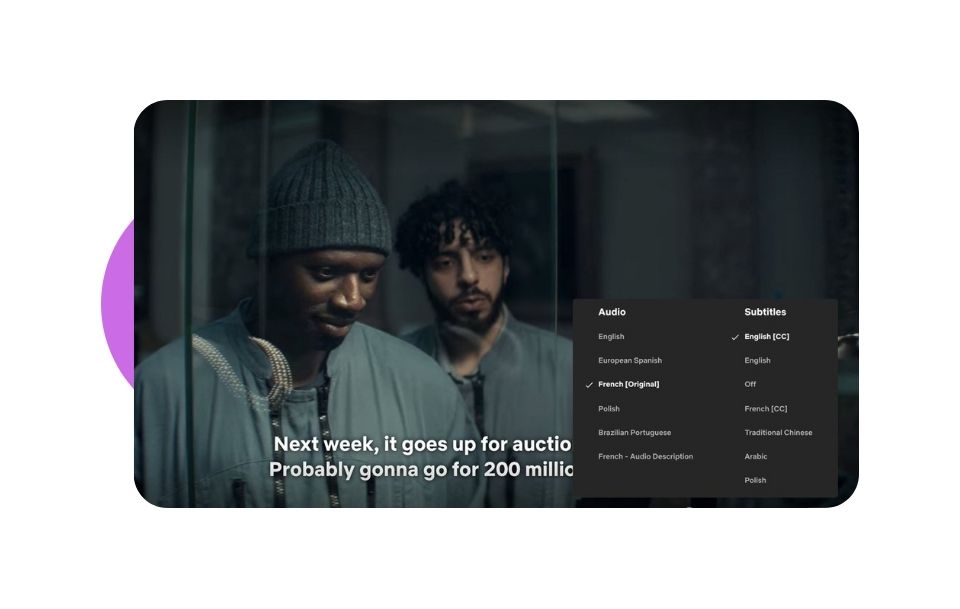 Next week, it goes up for auctio
Probably gonna go for 200 millio
Audio
English
European Spanish
French [Original]
Polish
Brazilian Portuguese
French - Audio Description
Subtitles
English [CC]
English
Off
French [CC]
Traditional Chinese
Arabic
Polish